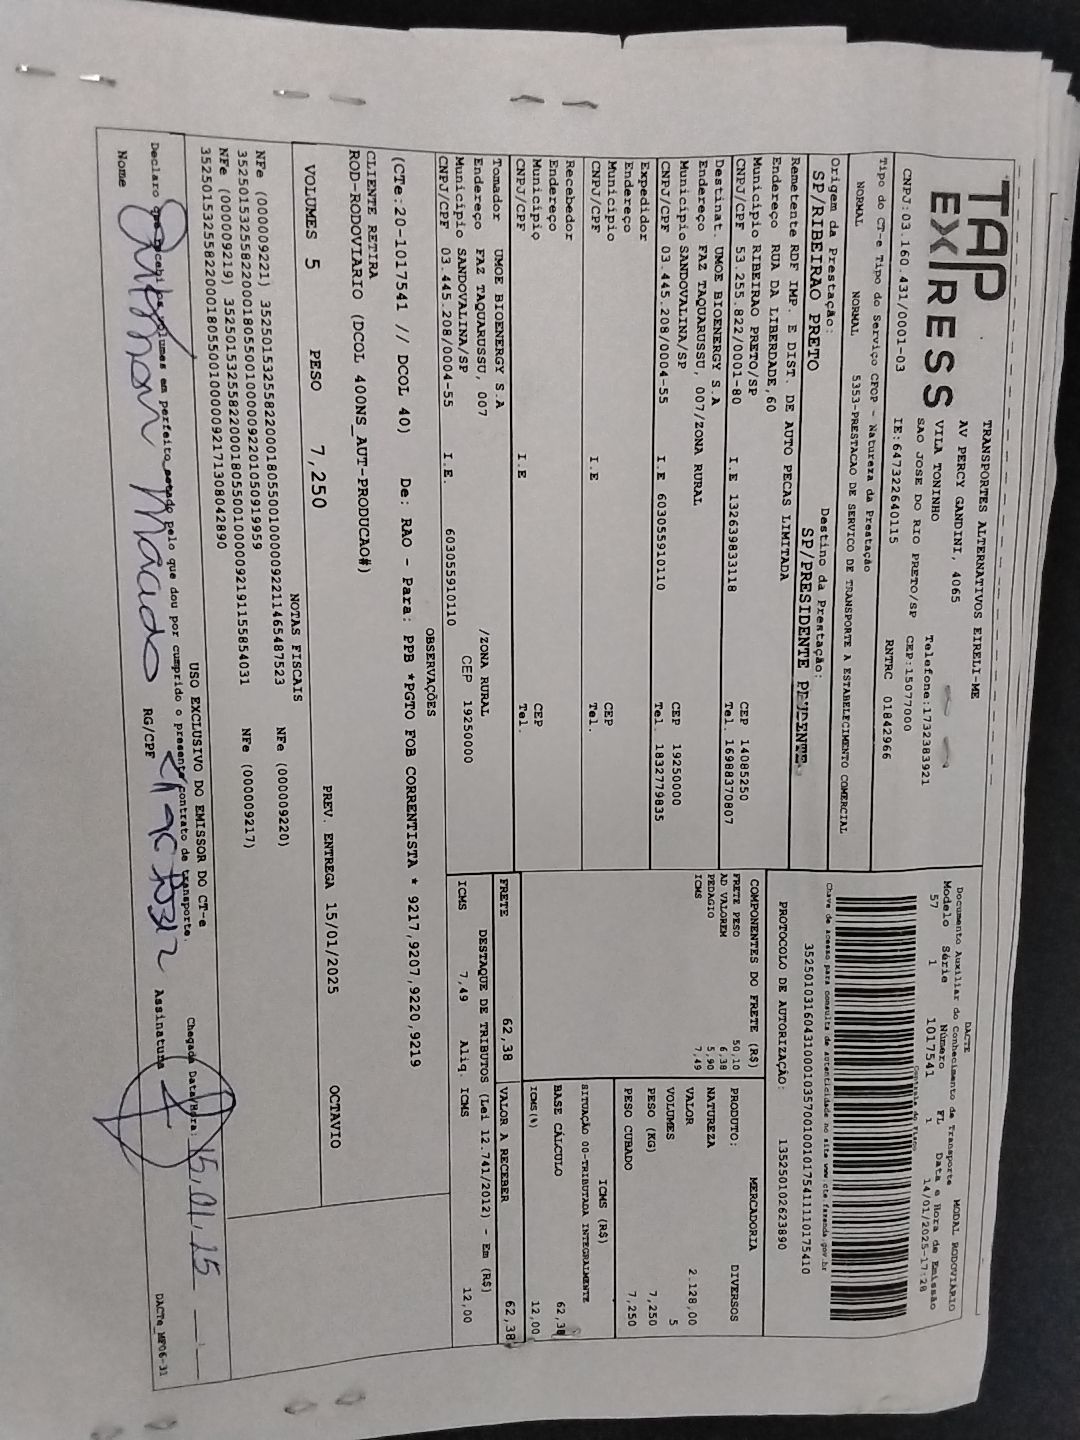 TAP
EXPRESS
TRANSPORTES ALTERNATIVOS EIRELI-ME
AV PERCY GANDINI, 4065
VILA TONINHO
SAO JOSE DO RIO PRETO/SP
Telefone:1732383921
CEP:15077000
CNPJ:03.160.431/0001-03 IE:647322640115 RNTRC 01842966
Tipo do CT-e Tipo do Serviço CFOP - Natureza da Prestação
NORMAL NORMAL 5353-PRESTACAO DE SERVICO DE TRANSPORTE A ESTABELECIMENTO COMERCIAL
Origem da Prestação: Destino da Prestação:
SP/RIBEIRAO PRETO SP/PRESIDENTE PRUDENTE
Remetente RDF IMP. E DIST. DE AUTO PECAS LIMITADA
Endereço RUA DA LIBERDADE,60
Município RIBEIRAO PRETO/SP CEP 14085250
CNPJ/CPF 53.255.822/0001-80 I.E 132639833118 Tel. 16988370807
Destinat. UMOE BIOENERGY S.A
Endereço FAZ TAQUARUSSU, 007/ZONA RURAL
Município SANDOVALINA/SP CEP 19250000
CNPJ/CPF 03.445.208/0004-55 I.E 603055910110 Tel. 1832779835
Expedidor
Endereço
Município CEP
CNPJ/CPF I.E Tel.
Recebedor
Endereço
Município CEP
CNPJ/CPF I.E Tel.
Tomador UMOE BIOENERGY S.A
Endereço FAZ TAQUARUSSU, 007 /ZONA RURAL
Município SANDOVALINA/SP CEP 19250000
CNPJ/CPF 03.445.208/0004-55 I.E. 603055910110
DACTE MODAL RODOVIÁRIO
Documento Auxiliar do Conhecimento de Transporte
Modelo Série Número FL Data e Hora de Emissão
57 1 1017541 1 14/01/2025-17:28
Controle do Fisco
Chave de acesso para consulta de autenticidade no site www.cte.fazenda.gov.br
35250103160431000103570010010175411110175410
PROTOCOLO DE AUTORIZAÇÃO: 135250102623890
COMPONENTES DO FRETE (R$)
FRETE PESO 50,10
AD VALOREM 6,38
PEDAGIO 5,90
ICMS 7,49
PRODUTO: MERCADORIA
NATUREZA DIVERSOS
VALOR 2.128,00
VOLUMES 5
PESO (KG) 7,250
PESO CUBADO 7,250
ICMS (R$)
SITUAÇÃO 00-TRIBUTADA INTEGRALMENTE
BASE CALCULO 62,38
ICMS(%) 12,00
FRETE 62,38 VALOR A RECEBER 62,38
DESTAQUE DE TRIBUTOS (Lei 12.741/2012) - Em (R$)
ICMS 7,49 Aliq. ICMS 12,00
OBSERVAÇÕES
(CTe:20-1017541 // DCOL 40) De: RAO - Para: PPB *PGTO FOB CORRENTISTA * 9217,9207,9220,9219
CLIENTE RETIRA
ROD-RODOVIARIO (DCOL 400NS_AUT-PRODUCAO#)
VOLUMES 5 PESO 7,250 PREV. ENTREGA 15/01/2025 OCTAVIO
NOTAS FISCAIS
NFe (000009221) 35250153255822000180550010000092211465487523 NFe (000009220)
35250153255822000180550010000092201050919959
NFe (000009219) 35250153255822000180550010000092191155854031 NFe (000009217)
35250153255822000180550010000092171308042890
USO EXCLUSIVO DO EMISSOR DO CT-e
Declaro que recebi os volumes em perfeito estado pelo que dou por cumprido o presente contrato de transporte.
Chegada Data/Hora: 15.01.25
Nome Macedo RG/CPF Assinatura
DACTe_MF06-31